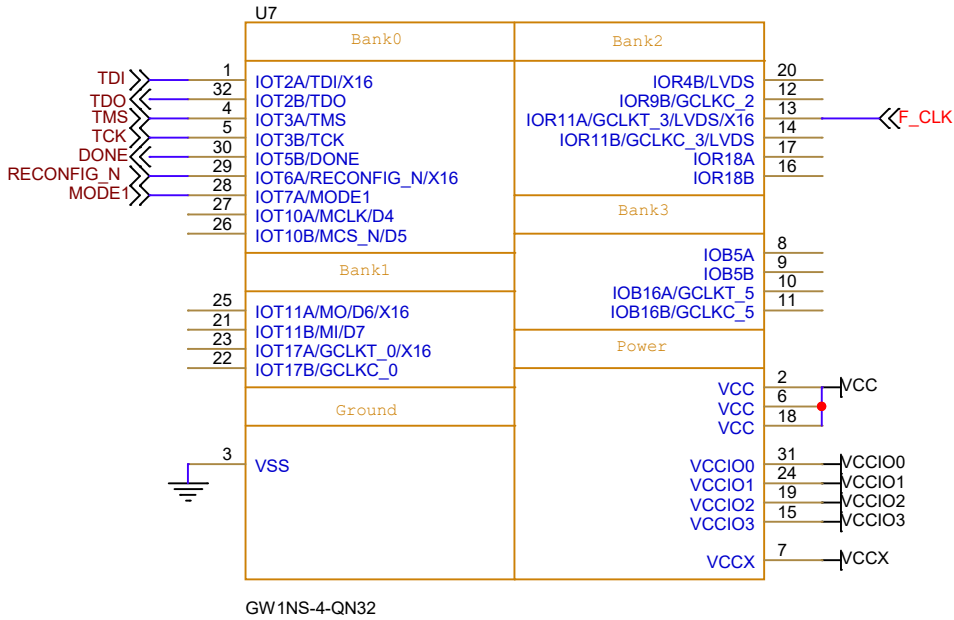 U7
Bank0
TDI 1 IOT2A/TDI/X16
TDO 32 IOT2B/TDO
TMS 4 IOT3A/TMS
TCK 5 IOT3B/TCK
DONE 30 IOT5B/DONE
RECONFIG_N 29 IOT6A/RECONFIG_N/X16
MODE1 28 IOT7A/MODE1
27 IOT10A/MCLK/D4
26 IOT10B/MCS_N/D5
Bank1
25 IOT11A/MO/D6/X16
21 IOT11B/MI/D7
23 IOT17A/GCLKT_0/X16
22 IOT17B/GCLKC_0
Ground
3 VSS
Bank2
IOR4B/LVDS 20
IOR9B/GCLKC_2 12
IOR11A/GCLKT_3/LVDS/X16 13 F_CLK
IOR11B/GCLKC_3/LVDS 14
IOR18A 17
IOR18B 16
Bank3
IOB5A 8
IOB5B 9
IOB16A/GCLKT_5 10
IOB16B/GCLKC_5 11
Power
VCC 2 VCC
VCC 6
VCC 18
VCCIO0 31 VCCIO0
VCCIO1 24 VCCIO1
VCCIO2 19 VCCIO2
VCCIO3 15 VCCIO3
VCCX 7 VCCX
GW1NS-4-QN32